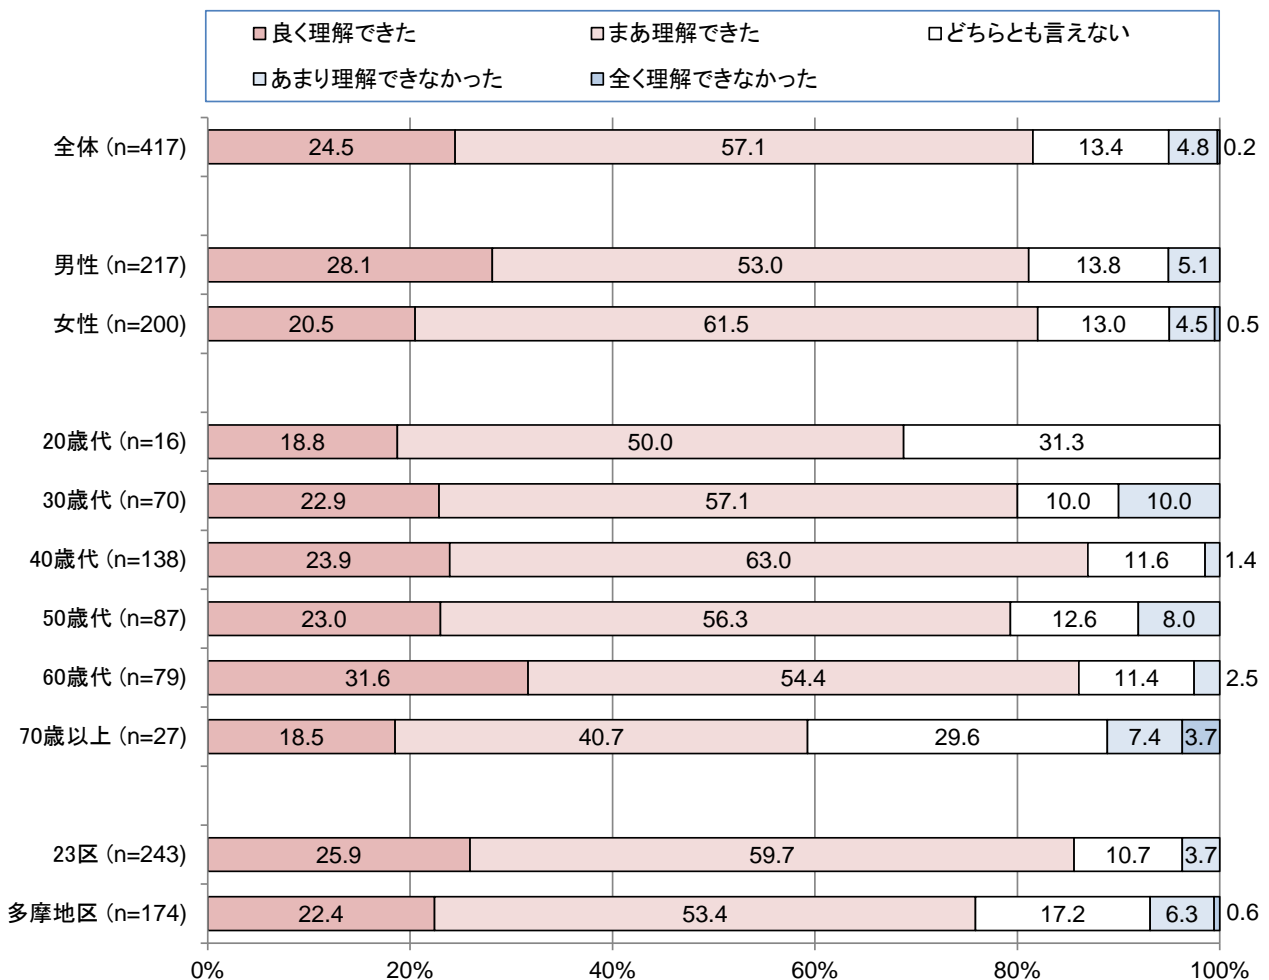 良く理解できた まあ理解できた どちらとも言えない
あまり理解できなかった 全く理解できなかった
全体 (n=417) 24.5 57.1 13.4 4.8 0.2
男性 (n=217) 28.1 53.0 13.8 5.1
女性 (n=200) 20.5 61.5 13.0 4.5 0.5
20歳代 (n=16) 18.8 50.0 31.3
30歳代 (n=70) 22.9 57.1 10.0 10.0
40歳代 (n=138) 23.9 63.0 11.6 1.4
50歳代 (n=87) 23.0 56.3 12.6 8.0
60歳代 (n=79) 31.6 54.4 11.4 2.5
70歳以上 (n=27) 18.5 40.7 29.6 7.4 3.7
23区 (n=243) 25.9 59.7 10.7 3.7
多摩地区 (n=174) 22.4 53.4 17.2 6.3 0.6
0% 20% 40% 60% 80% 100%